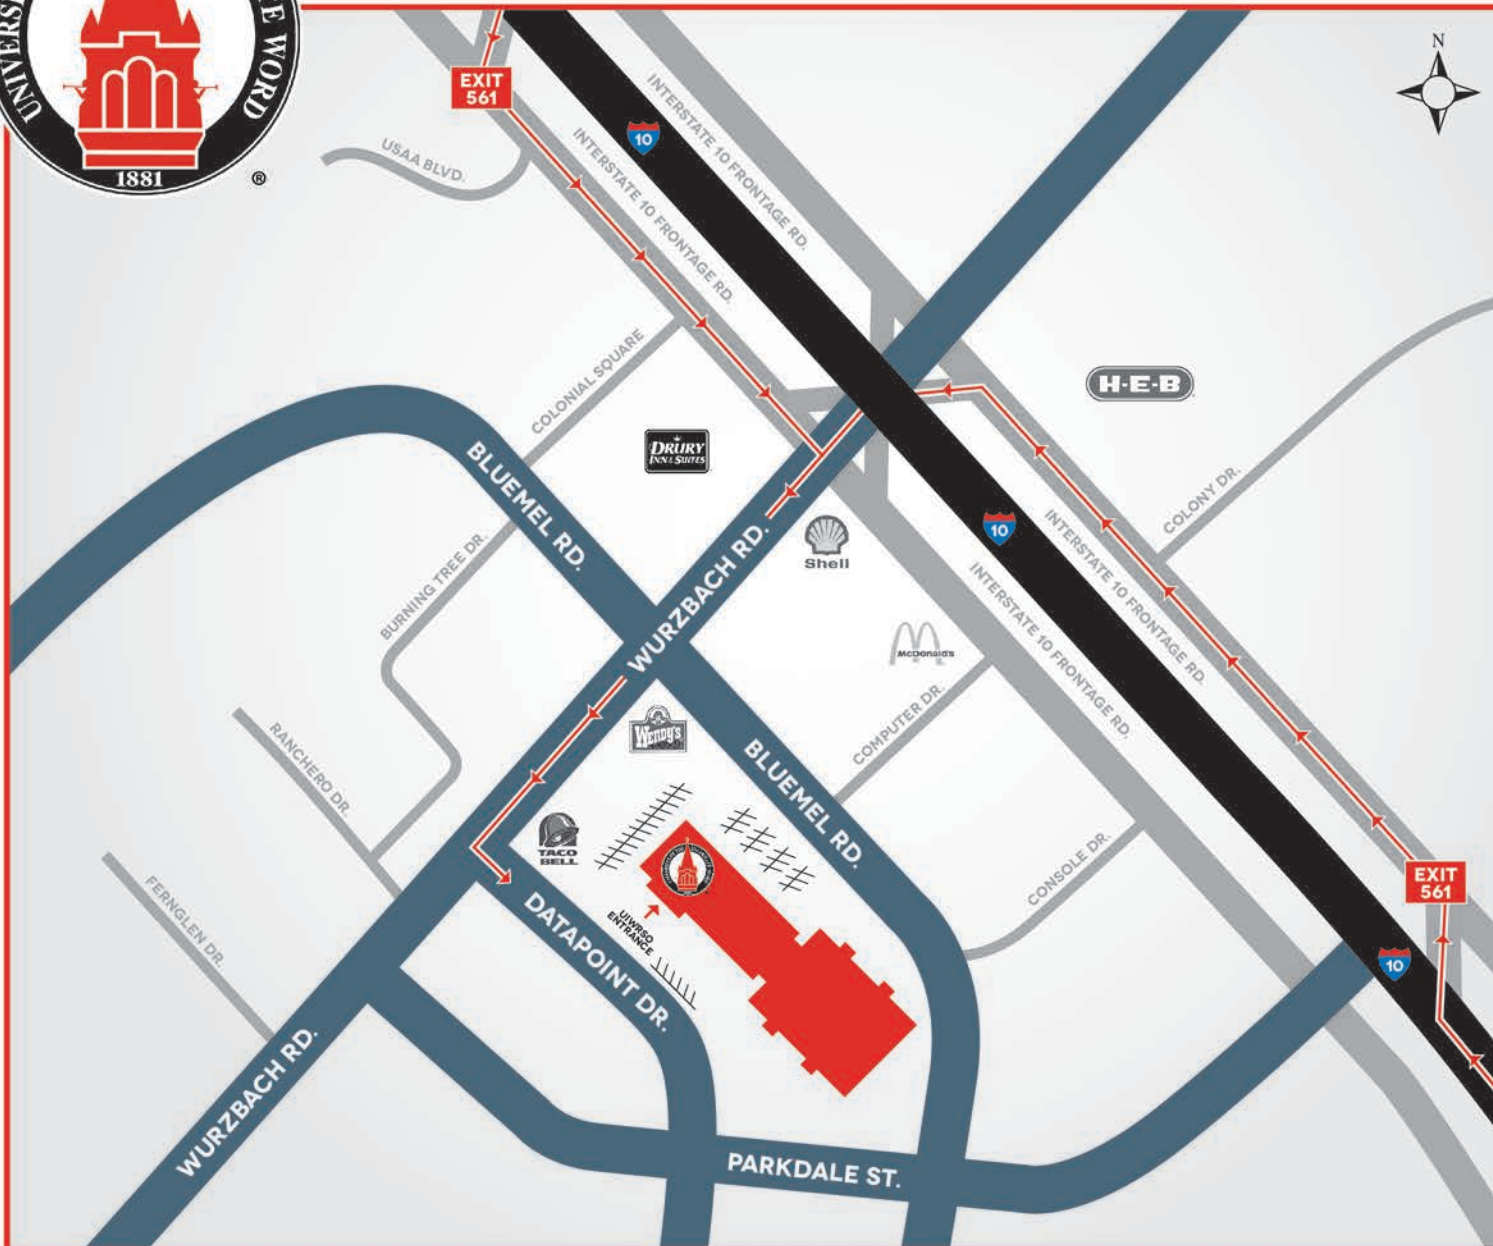 UNIVERS
E WORD
1881
®
N
EXIT
561
USAA BLVD.
10
INTERSTATE 10 FRONTAGE RD.
INTERSTATE 10 FRONTAGE RD.
COLONIAL SQUARE
H-E-B
DRURY
INN & SUITES
BLUEMEL RD.
COLONY DR.
10
INTERSTATE 10 FRONTAGE RD.
INTERSTATE 10 FRONTAGE RD.
BURNING TREE DR.
WURZBACH RD.
Shell
McDonald's
COMPUTER DR.
WENDY'S
RANCHERO DR.
BLUEMEL RD.
TACO
BELL
CONSOLE DR.
EXIT
561
10
FERNGLEN DR.
UIWRSO
ENTRANCE
DATAPOINT DR.
WURZBACH RD.
PARKDALE ST.